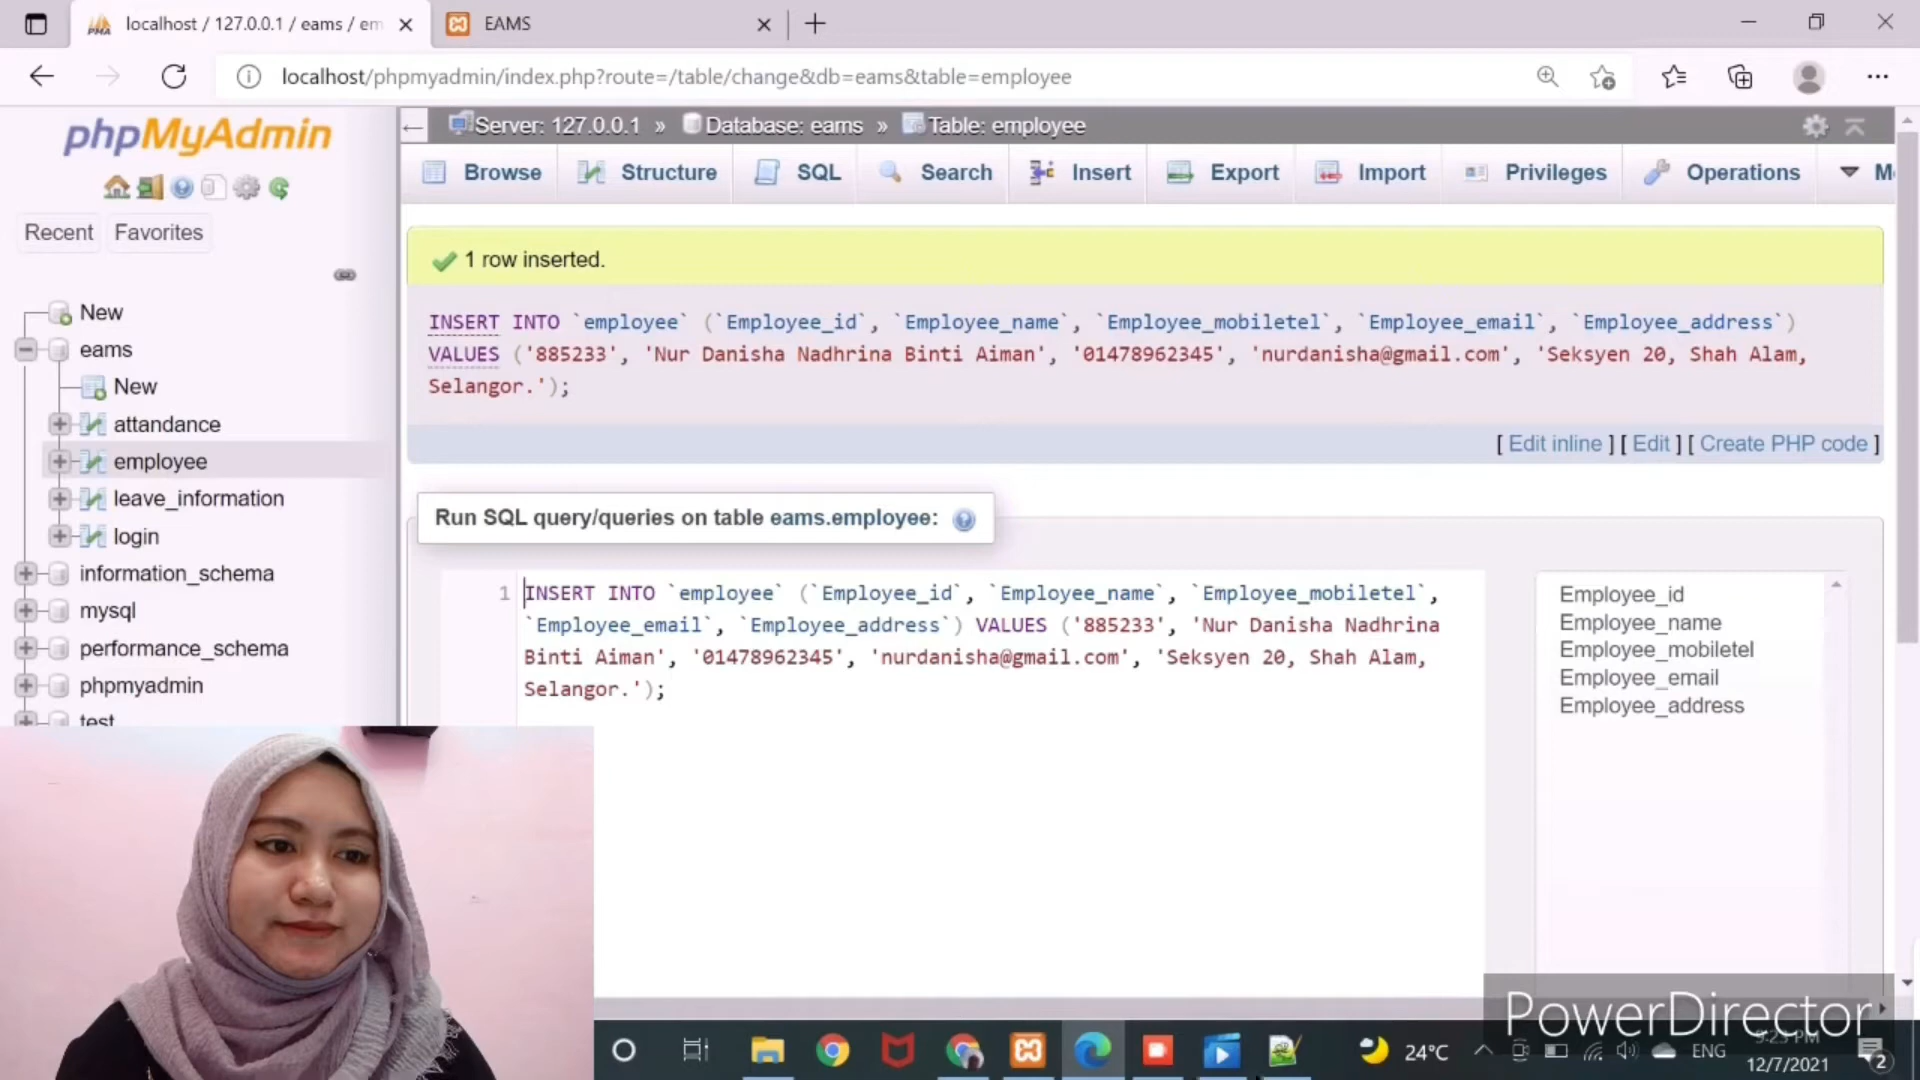 localhost / 127.0.0.1 / eams / em
EAMS
localhost/phpmyadmin/index.php?route=/table/change&db=eams&table=employee
phpMyAdmin
Recent
Favorites
New
eams
New
attandance
employee
leave_information
login
information_schema
mysql
performance_schema
phpmyadmin
test
Server: 127.0.0.1 » Database: eams » Table: employee
Browse Structure SQL Search Insert Export Import Privileges Operations
1 row inserted.
INSERT INTO `employee` (`Employee_id`, `Employee_name`, `Employee_mobiletel`, `Employee_email`, `Employee_address`)
VALUES ('885233', 'Nur Danisha Nadhrina Binti Aiman', '01478962345', 'nurdanisha@gmail.com', 'Seksyen 20, Shah Alam,
Selangor.');
[ Edit inline ] [ Edit ] [ Create PHP code ]
Run SQL query/queries on table eams.employee:
1
INSERT INTO `employee` (`Employee_id`, `Employee_name`, `Employee_mobiletel`,
`Employee_email`, `Employee_address`) VALUES ('885233', 'Nur Danisha Nadhrina
Binti Aiman', '01478962345', 'nurdanisha@gmail.com', 'Seksyen 20, Shah Alam,
Selangor.');
Employee_id
Employee_name
Employee_mobiletel
Employee_email
Employee_address
PowerDirector
24°C
ENG
9:23 PM
12/7/2021
2